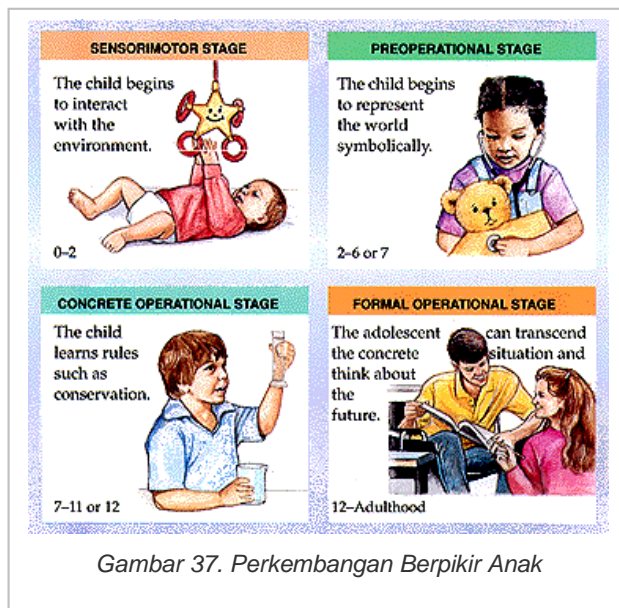 SENSORIMOTOR STAGE
The child begins
to interact
with the
environment.
0–2
PREOPERATIONAL STAGE
The child begins
to represent
the world
symbolically.
2–6 or 7
CONCRETE OPERATIONAL STAGE
The child
learns rules
such as
conservation.
7–11 or 12
FORMAL OPERATIONAL STAGE
The adolescent can transcend
the concrete situation and
think about
the
future.
12–Adulthood
Gambar 37. Perkembangan Berpikir Anak